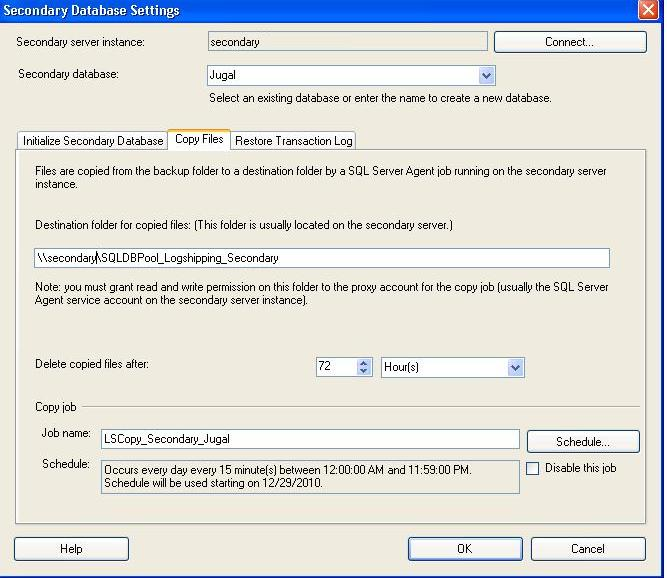 Secondary Database Settings
Secondary server instance: secondary Connect...
Secondary database: Jugal
Select an existing database or enter the name to create a new database.
Initialize Secondary Database Copy Files Restore Transaction Log
Files are copied from the backup folder to a destination folder by a SQL Server Agent job running on the secondary server
instance.
Destination folder for copied files: (This folder is usually located on the secondary server.)
\\secondary\SQLDBPool_Logshipping_Secondary
Note: you must grant read and write permission on this folder to the proxy account for the copy job (usually the SQL Server
Agent service account on the secondary server instance).
Delete copied files after: 72 Hour(s)
Copy job
Job name: LSCopy_Secondary_Jugal Schedule...
Schedule: Occurs every day every 15 minute(s) between 12:00:00 AM and 11:59:00 PM. Disable this job
Schedule will be used starting on 12/29/2010.
Help OK Cancel